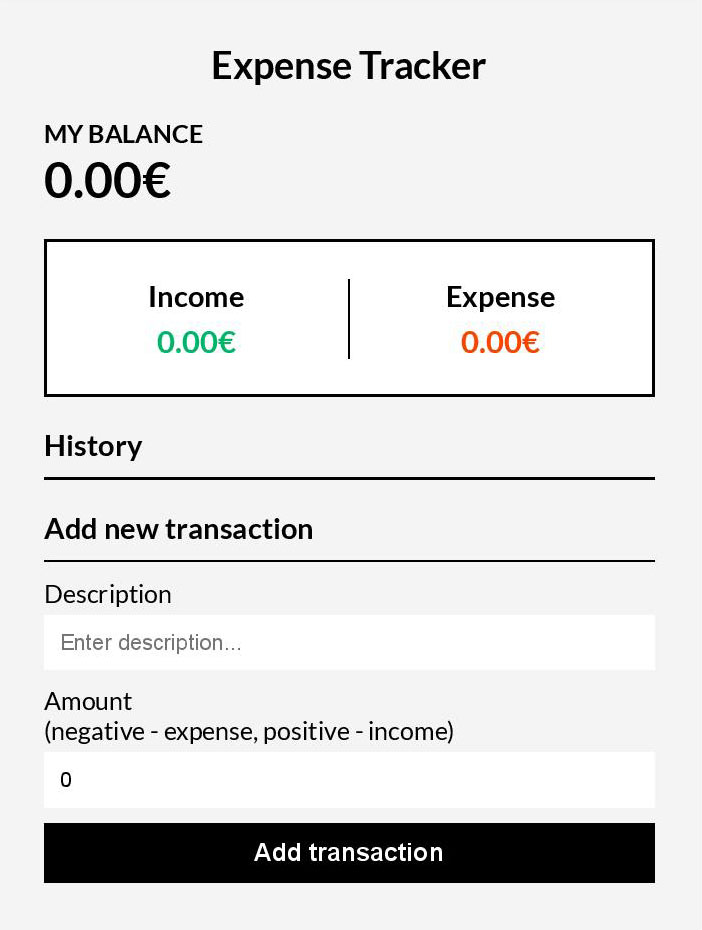 Expense Tracker
MY BALANCE
0.00€
Income
Expense
0.00€
0.00€
History
Add new transaction
Description
Enter description...
Amount
(negative - expense, positive - income)
0
Add transaction